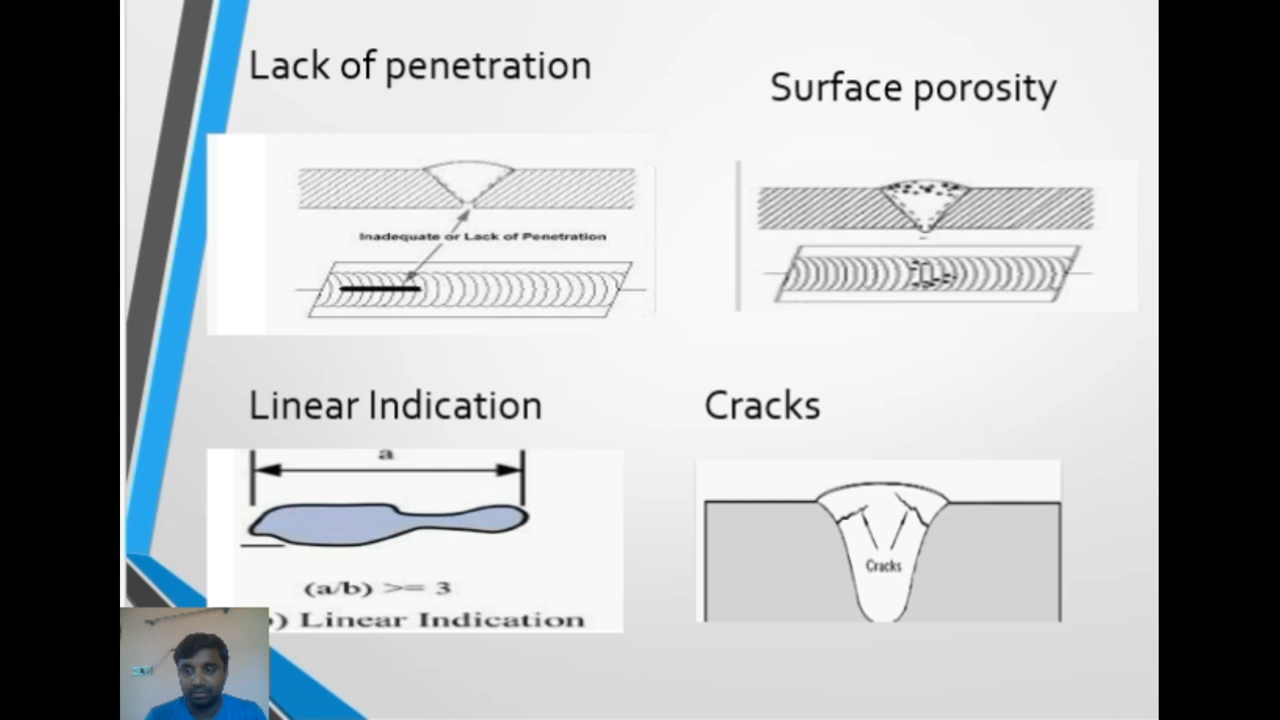 Lack of penetration
Surface porosity
Inadequate or Lack of Penetration
Linear Indication
Cracks
a
(a/b) >= 3
) Linear Indication
Cracks